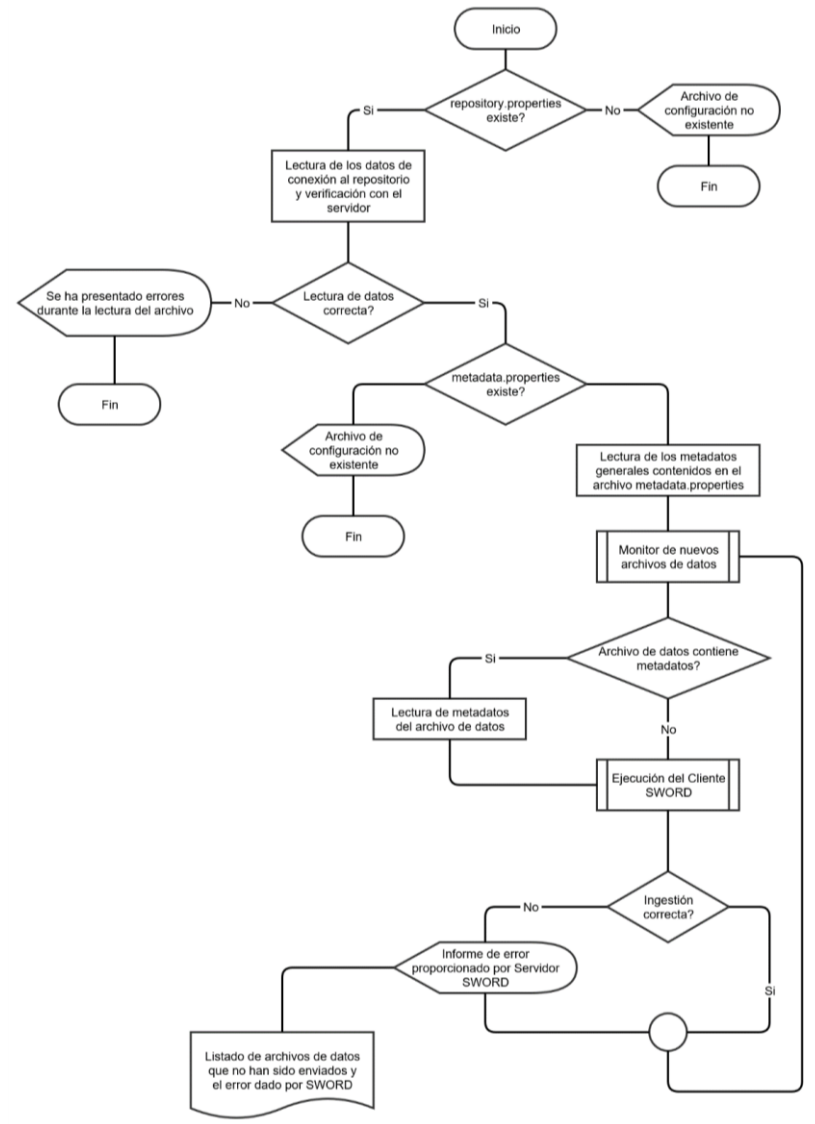 Inicio
repository.properties
existe?
Si
No
Archivo de
configuración no
existente
Fin
Lectura de los datos de
conexión al repositorio
y verificación con el
servidor
Lectura de datos
correcta?
No
Se ha presentado errores
durante la lectura del archivo
Fin
Si
metadata.properties
existe?
Archivo de
configuración no
existente
Fin
Lectura de los metadatos
generales contenidos en el
archivo metadata.properties
Monitor de nuevos
archivos de datos
Archivo de datos contiene
metadatos?
Si
Lectura de metadatos
del archivo de datos
No
Ejecución del Cliente
SWORD
Ingestión
correcta?
No
Informe de error
proporcionado por Servidor
SWORD
Si
Listado de archivos de datos
que no han sido enviados y
el error dado por SWORD